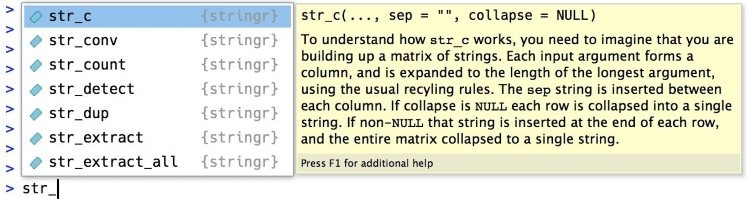 >
>
>
>
>
>
>
>
>
> str_
str_c {stringr}
str_conv {stringr}
str_count {stringr}
str_detect {stringr}
str_dup {stringr}
str_extract {stringr}
str_extract_all {stringr}
str_c(..., sep = "", collapse = NULL)
To understand how str_c works, you need to imagine that you are
building up a matrix of strings. Each input argument forms a
column, and is expanded to the length of the longest argument,
using the usual recyling rules. The sep string is inserted between
each column. If collapse is NULL each row is collapsed into a single
string. If non-NULL that string is inserted at the end of each row,
and the entire matrix collapsed to a single string.
Press F1 for additional help